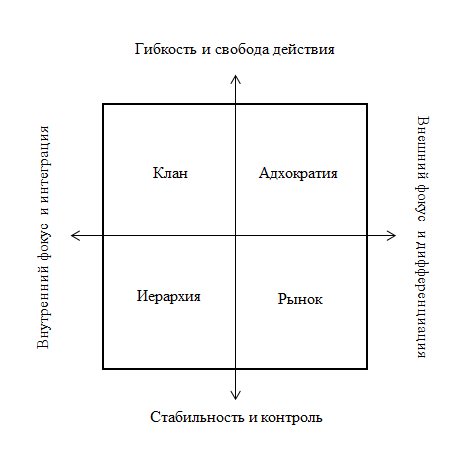 Гибкость и свобода действия
Внутренний фокус и интеграция
Внешний фокус и дифференциация
Клан
Адхократия
Иерархия
Рынок
Стабильность и контроль